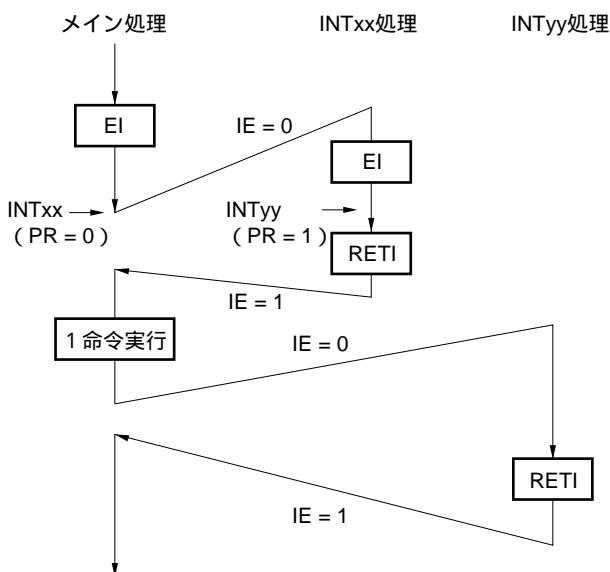 メイン処理 INTxx処理 INTyy処理
EI
IE = 0
EI
INTxx
（PR = 0）
INTyy
（PR = 1）
RETI
IE = 1
1 命令実行
IE = 0
RETI
IE = 1